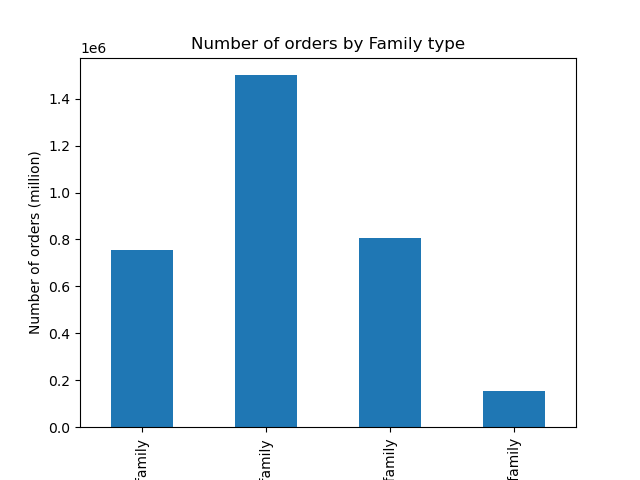 Number of orders by Family type
1e6
Number of orders (million)
1.4
1.2
1.0
0.8
0.6
0.4
0.2
0.0
family
family
family
family